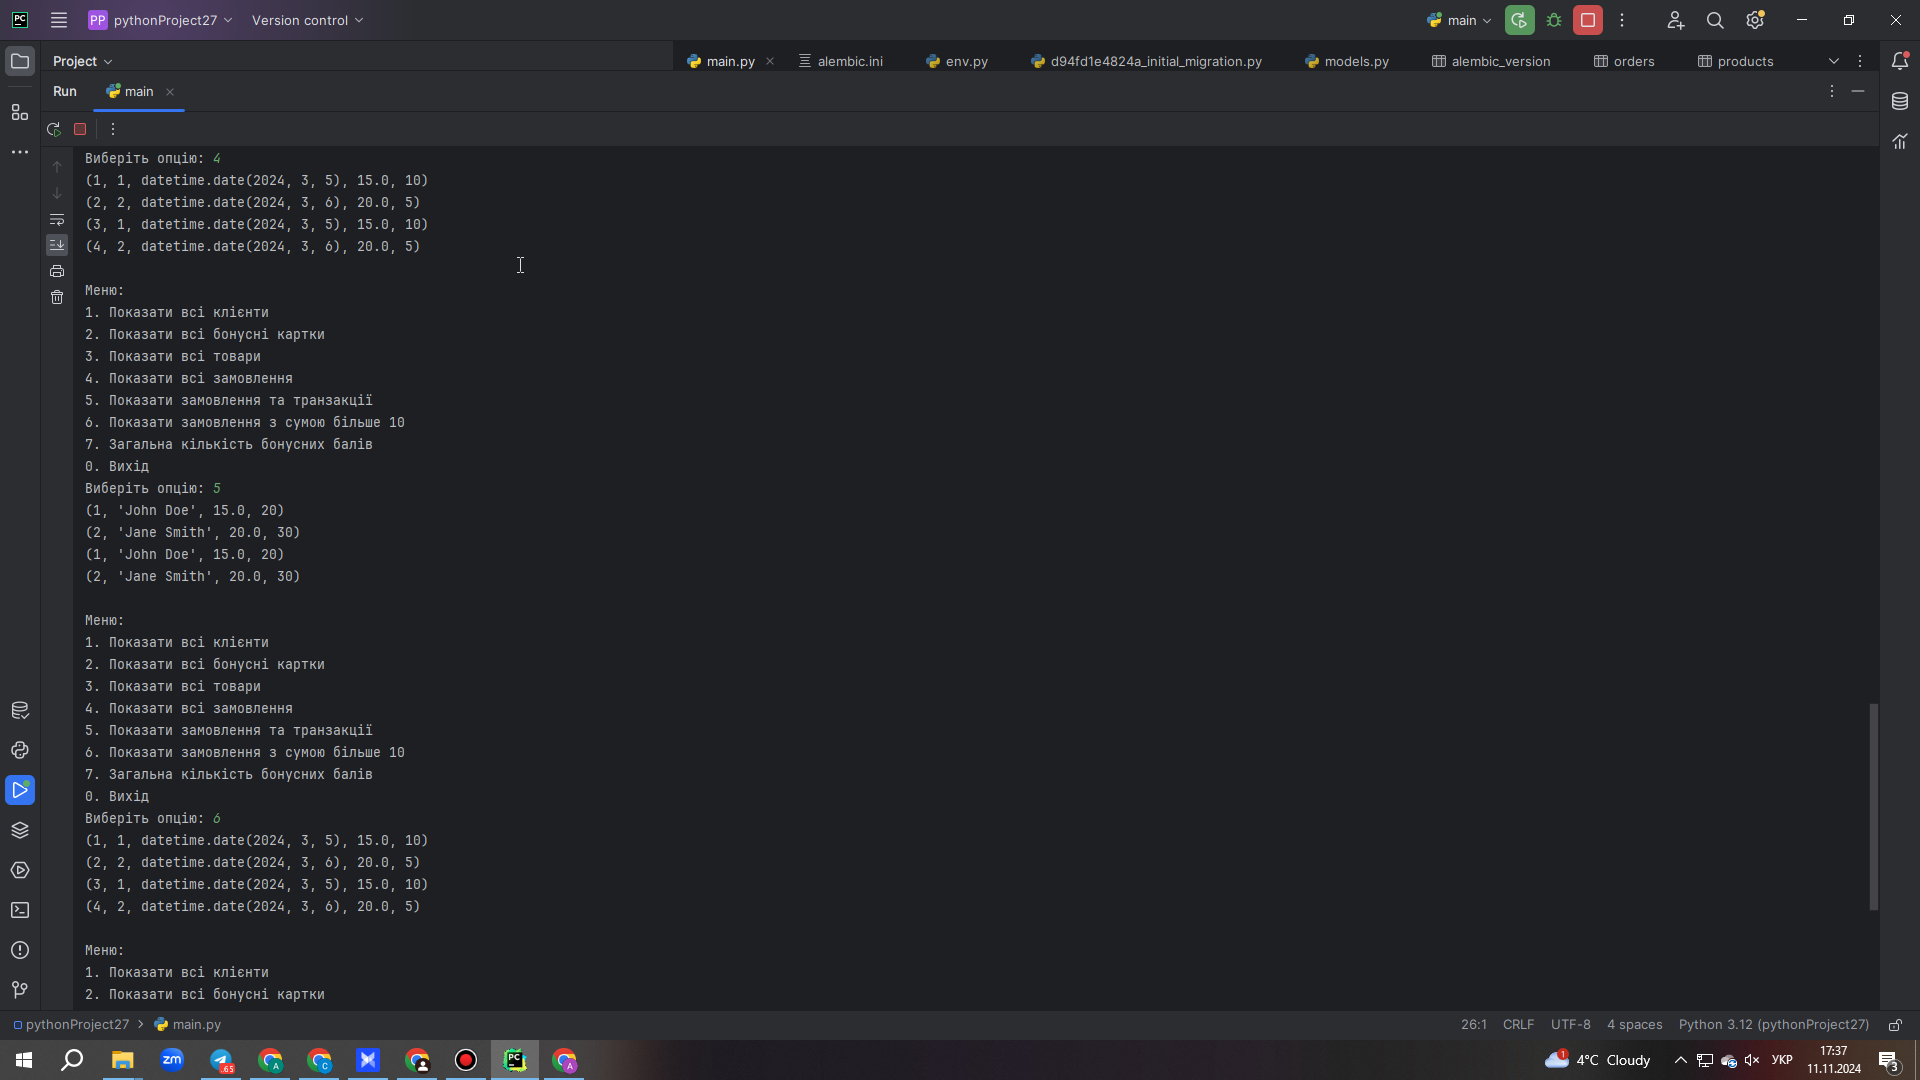 PC PP pythonProject27 Version control main
Project main.py alembic.ini env.py d94fd1e4824a_initial_migration.py models.py alembic_version orders products
Run main
Виберіть опцію: 4
(1, 1, datetime.date(2024, 3, 5), 15.0, 10)
(2, 2, datetime.date(2024, 3, 6), 20.0, 5)
(3, 1, datetime.date(2024, 3, 5), 15.0, 10)
(4, 2, datetime.date(2024, 3, 6), 20.0, 5)
Меню:
1. Показати всі клієнти
2. Показати всі бонусні картки
3. Показати всі товари
4. Показати всі замовлення
5. Показати замовлення та транзакції
6. Показати замовлення з сумою більше 10
7. Загальна кількість бонусних балів
0. Вихід
Виберіть опцію: 5
(1, 'John Doe', 15.0, 20)
(2, 'Jane Smith', 20.0, 30)
(1, 'John Doe', 15.0, 20)
(2, 'Jane Smith', 20.0, 30)
Меню:
1. Показати всі клієнти
2. Показати всі бонусні картки
3. Показати всі товари
4. Показати всі замовлення
5. Показати замовлення та транзакції
6. Показати замовлення з сумою більше 10
7. Загальна кількість бонусних балів
0. Вихід
Виберіть опцію: 6
(1, 1, datetime.date(2024, 3, 5), 15.0, 10)
(2, 2, datetime.date(2024, 3, 6), 20.0, 5)
(3, 1, datetime.date(2024, 3, 5), 15.0, 10)
(4, 2, datetime.date(2024, 3, 6), 20.0, 5)
Меню:
1. Показати всі клієнти
2. Показати всі бонусні картки
pythonProject27 main.py 26:1 CRLF UTF-8 4 spaces Python 3.12 (pythonProject27)
zm .65 A C PC A 1 4°C Cloudy УКР 17:37
11.11.2024 3